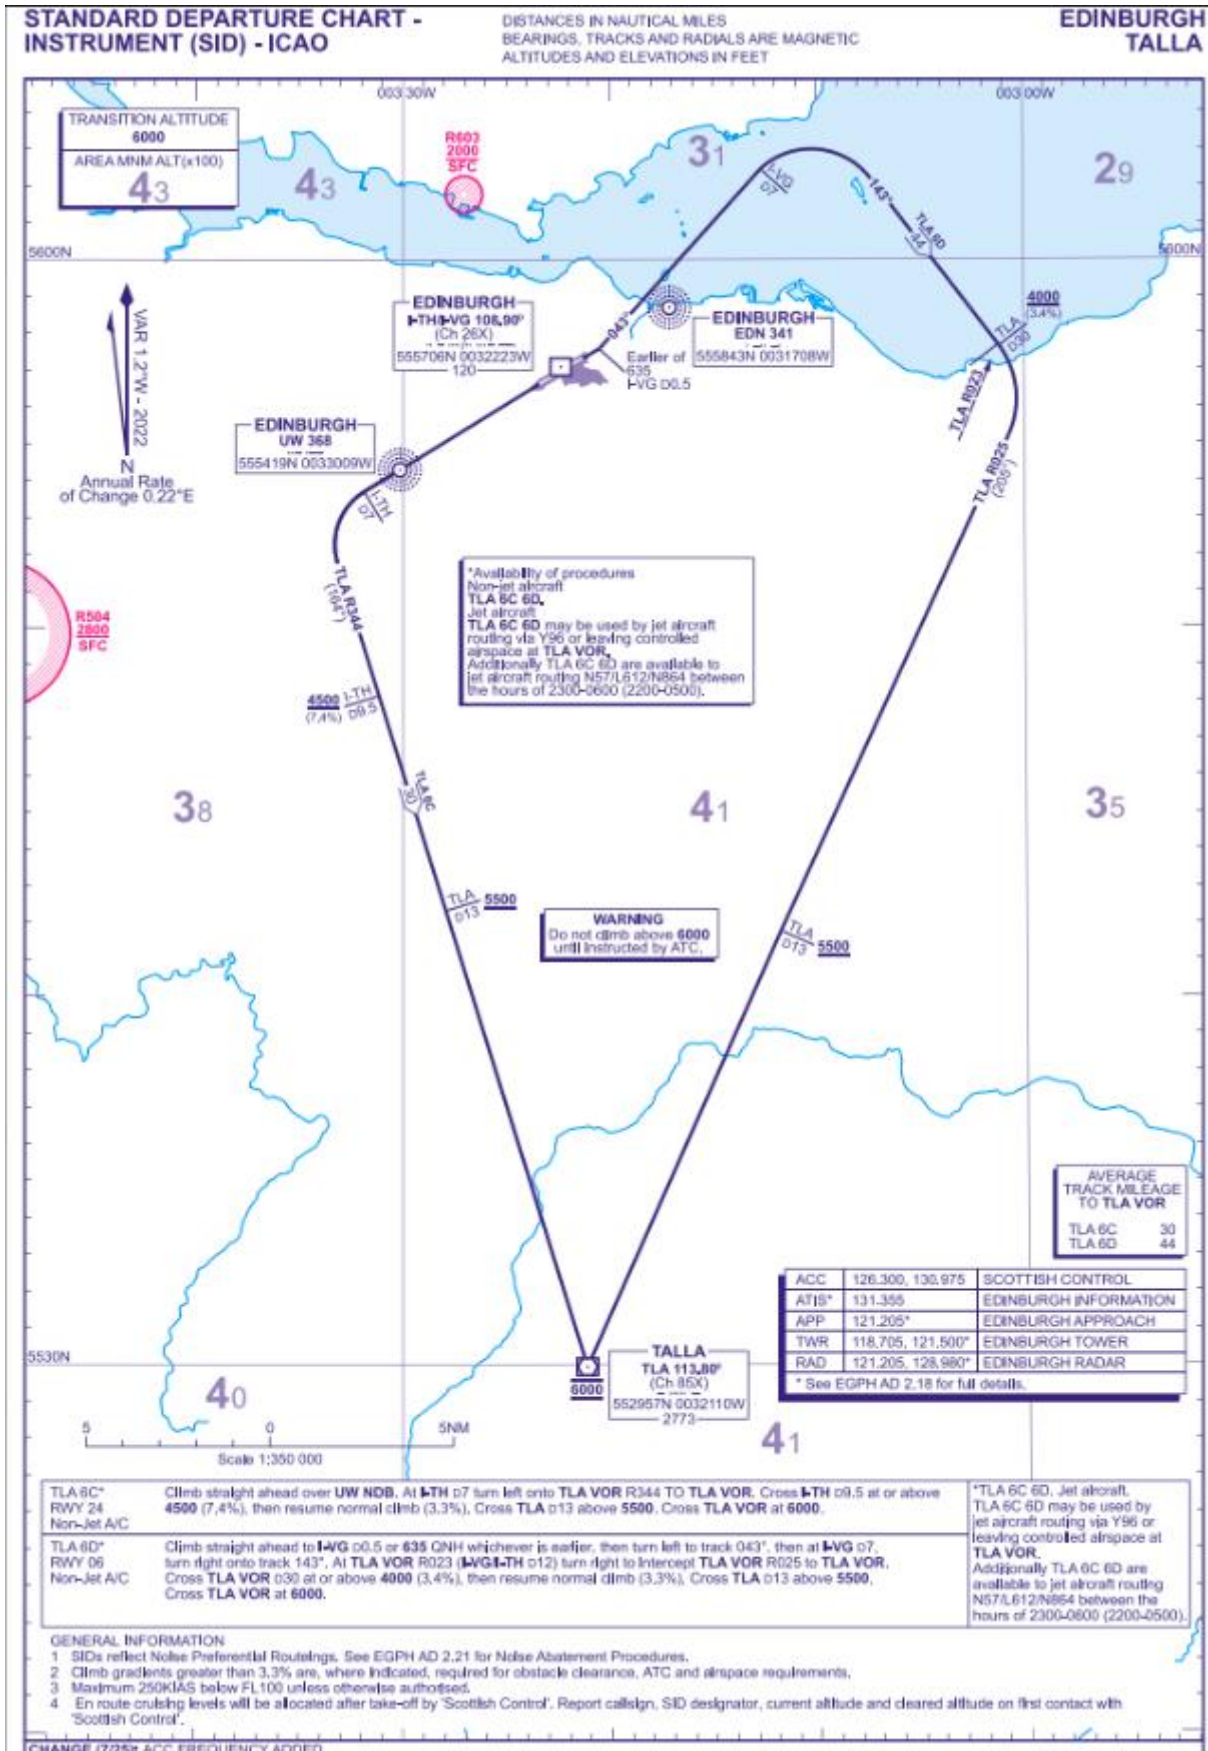 STANDARD DEPARTURE CHART -
INSTRUMENT (SID) - ICAO
DISTANCES IN NAUTICAL MILES
BEARINGS, TRACKS AND RADIALS ARE MAGNETIC
ALTITUDES AND ELEVATIONS IN FEET
EDINBURGH
TALLA
003 30W
003 00W
TRANSITION ALTITUDE
6000
AREA MNM ALT(x100)
43
43
R603
2000
SFC
31
29
I-VG
D7
143°
TLA 6D
44
5600N
5600N
4000
(3.4%)
TLA
D30
EDINBURGH
I-TH/I-VG 108.90°
(Ch 26X)
555706N 0032223W
120
043°
EDINBURGH
EDN 341
555843N 0031708W
Earlier of
635
I-VG D0.5
VAR 1.2°W - 2022
N
Annual Rate
of Change 0.22°E
EDINBURGH
UW 368
555419N 0033009W
TLA R023
TLA R025
(205°)
I-TH
D7
TLA R344
(164°)
*Availability of procedures
Non-jet aircraft
TLA 6C 6D.
Jet aircraft
TLA 6C 6D may be used by jet aircraft
routing via Y96 or leaving controlled
airspace at TLA VOR.
Additionally TLA 6C 6D are available to
jet aircraft routing N57/L612/N864 between
the hours of 2300-0600 (2200-0500).
R504
2800
SFC
4500
(7.4%)
I-TH
D9.5
TLA 6C
30
38
41
35
TLA
D13
5500
WARNING
Do not climb above 6000
until instructed by ATC.
TLA
D13
5500
AVERAGE
TRACK MILEAGE
TO TLA VOR
TLA 6C 30
TLA 6D 44
ACC 126.300, 130.975 SCOTTISH CONTROL
ATIS* 131.355 EDINBURGH INFORMATION
APP 121.205* EDINBURGH APPROACH
TWR 118.705, 121.500* EDINBURGH TOWER
RAD 121.205, 128.980* EDINBURGH RADAR
* See EGPH AD 2.18 for full details.
5530N
6000
TALLA
TLA 113.80°
(Ch 85X)
552957N 0032110W
2773
40
41
5 0 5NM
Scale 1:350 000
TLA 6C*
RWY 24
Non-Jet A/C
Climb straight ahead over UW NDB. At I-TH D7 turn left onto TLA VOR R344 TO TLA VOR. Cross I-TH D9.5 at or above
4500 (7.4%), then resume normal climb (3.3%). Cross TLA D13 above 5500. Cross TLA VOR at 6000.
TLA 6D*
RWY 06
Non-Jet A/C
Climb straight ahead to I-VG D0.5 or 635 QNH whichever is earlier, then turn left to track 043°, then at I-VG D7,
turn right onto track 143°. At TLA VOR R023 (I-VG/I-TH D12) turn right to intercept TLA VOR R025 to TLA VOR.
Cross TLA VOR D30 at or above 4000 (3.4%), then resume normal climb (3.3%), Cross TLA D13 above 5500.
Cross TLA VOR at 6000.
*TLA 6C 6D. Jet aircraft.
TLA 6C 6D may be used by
jet aircraft routing via Y96 or
leaving controlled airspace at
TLA VOR.
Additionally TLA 6C 6D are
available to jet aircraft routing
N57/L612/N864 between the
hours of 2300-0600 (2200-0500).
GENERAL INFORMATION
1 SIDs reflect Noise Preferential Routeings. See EGPH AD 2.21 for Noise Abatement Procedures.
2 Climb gradients greater than 3.3% are, where indicated, required for obstacle clearance, ATC and airspace requirements.
3 Maximum 250KIAS below FL100 unless otherwise authorised.
4 En route cruising levels will be allocated after take-off by 'Scottish Control'. Report callsign, SID designator, current altitude and cleared altitude on first contact with
'Scottish Control'.
CHANGE (7/25): ACC FREQUENCY ADDED.